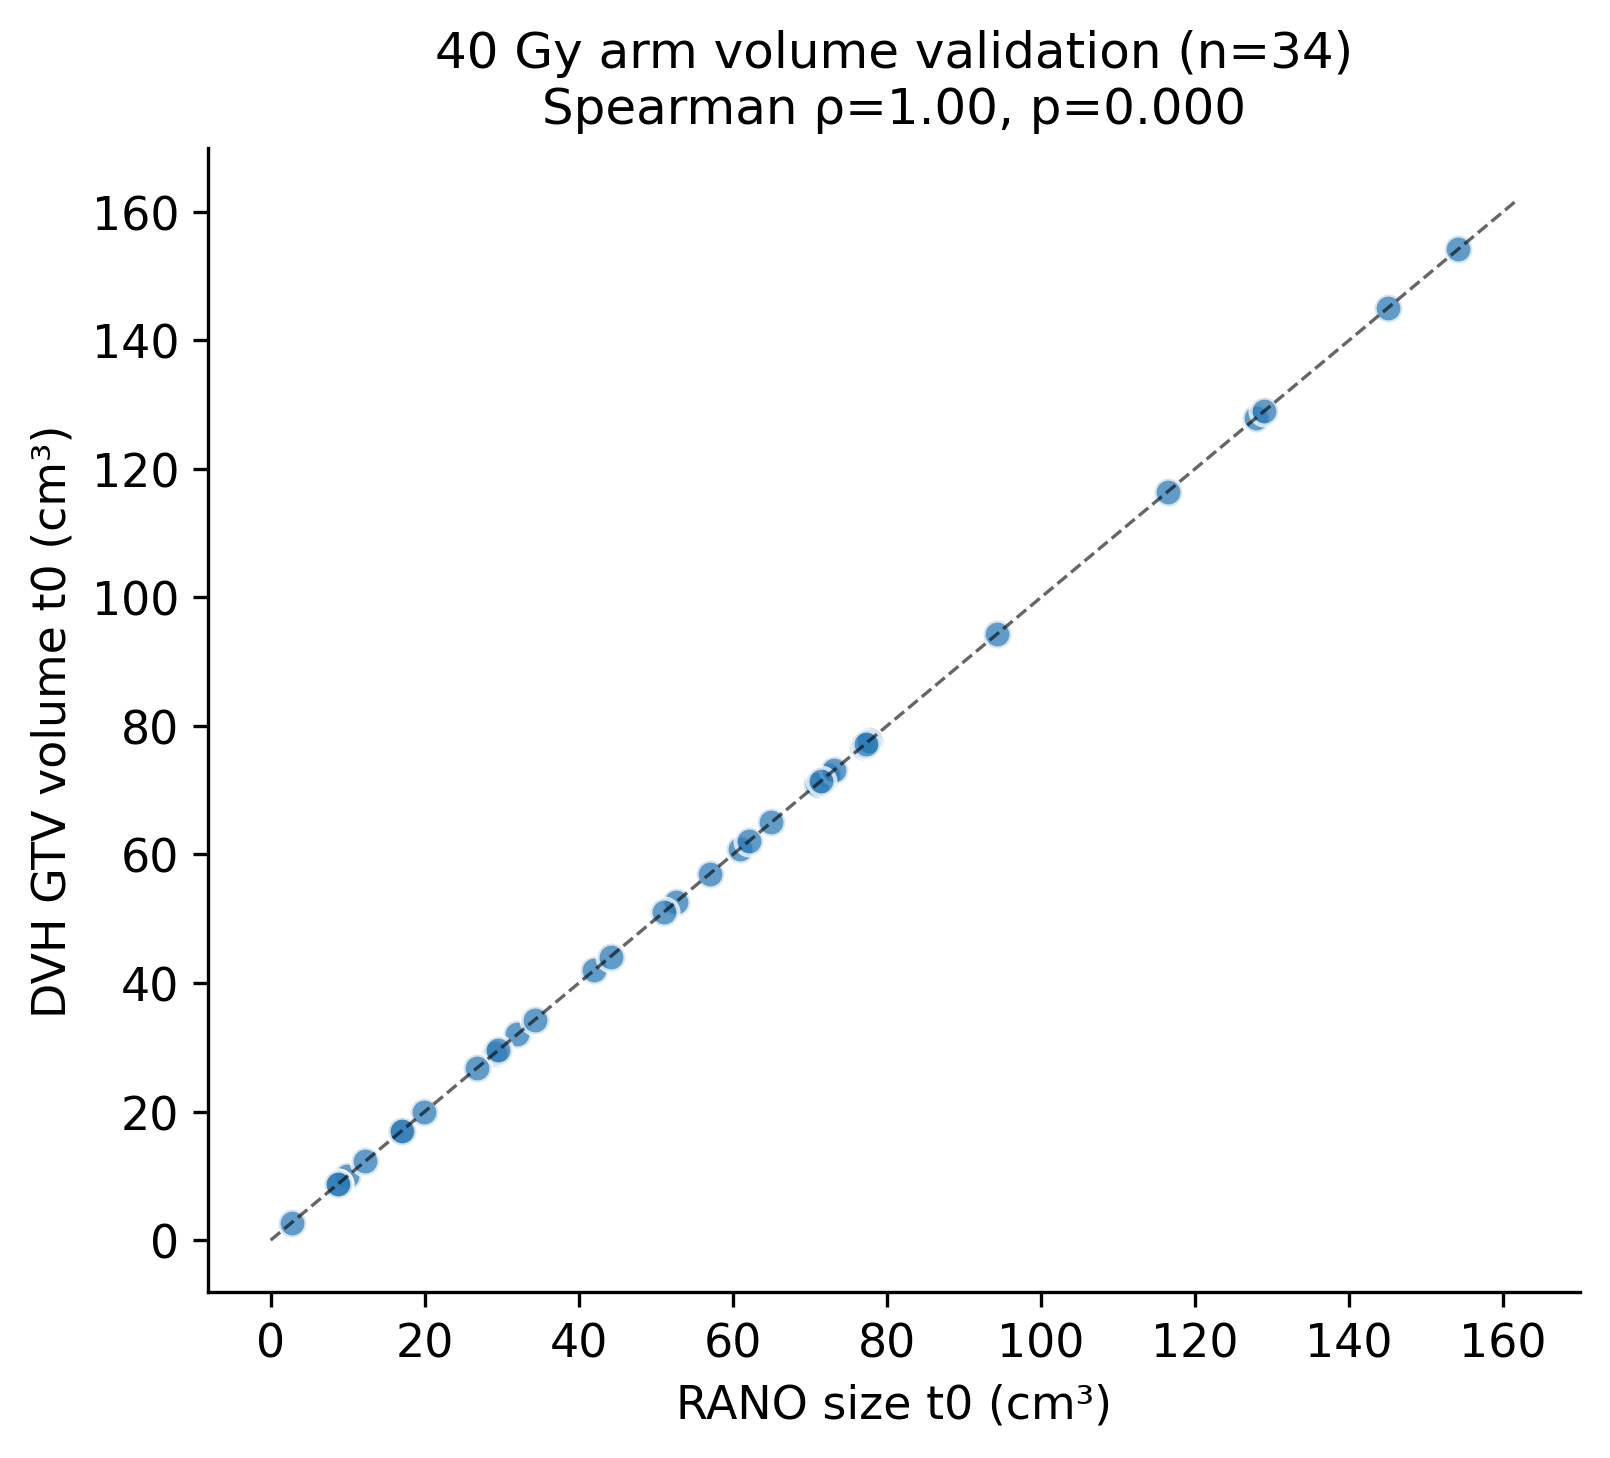 40 Gy arm volume validation (n=34)
Spearman ρ=1.00, p=0.000
DVH GTV volume t0 (cm³)
160
140
120
100
80
60
40
20
0
0 20 40 60 80 100 120 140 160
RANO size t0 (cm³)